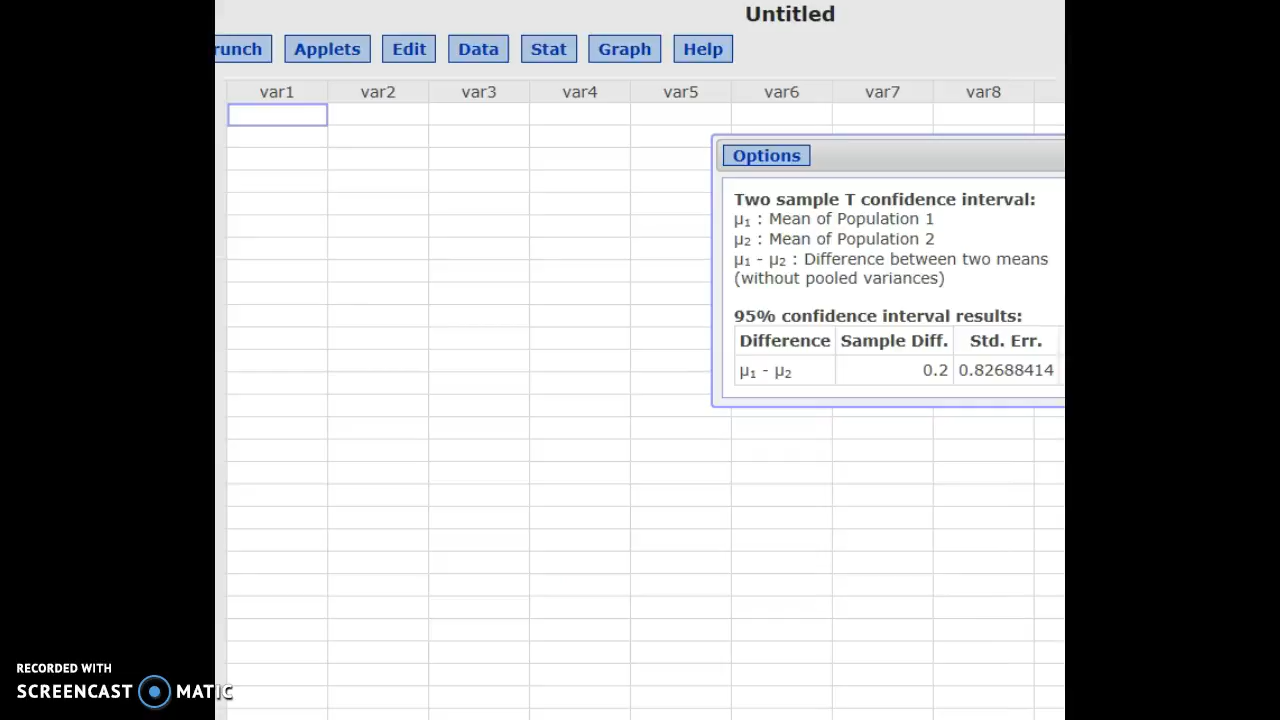 Untitled
runch Applets Edit Data Stat Graph Help
var1 var2 var3 var4 var5 var6 var7 var8
Options
Two sample T confidence interval:
μ₁ : Mean of Population 1
μ₂ : Mean of Population 2
μ₁ - μ₂ : Difference between two means
(without pooled variances)
95% confidence interval results:
Difference Sample Diff. Std. Err.
μ₁ - μ₂ 0.2 0.82688414
RECORDED WITH
SCREENCAST MATIC